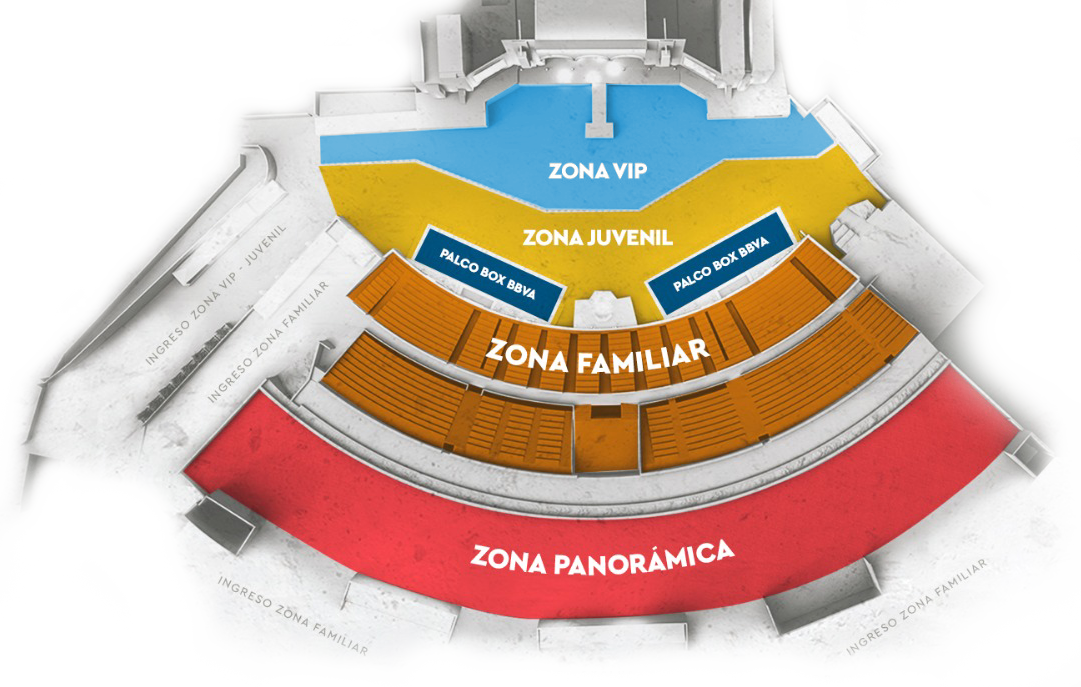 ZONA VIP
ZONA JUVENIL
PALCO BOX BBVA
PALCO BOX BBVA
ZONA FAMILIAR
ZONA PANORÁMICA
INGRESO ZONA VIP - JUVENIL
INGRESO ZONA FAMILIAR
INGRESO ZONA FAMILIAR
INGRESO ZONA FAMILIAR